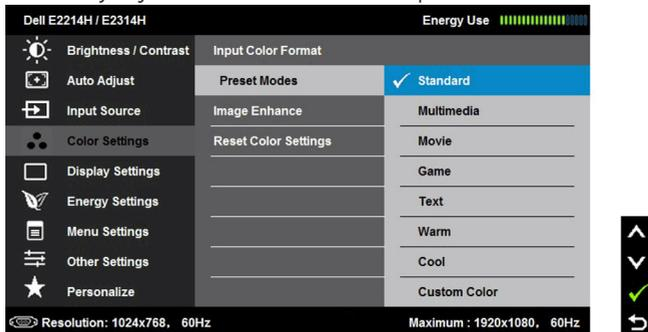 Dell E2214H / E2314H
Energy Use
Brightness / Contrast
Input Color Format
Auto Adjust
Preset Modes
Standard
Input Source
Image Enhance
Multimedia
Color Settings
Reset Color Settings
Movie
Display Settings
Game
Energy Settings
Text
Menu Settings
Warm
Other Settings
Cool
Personalize
Custom Color
Resolution: 1024x768, 60Hz
Maximum : 1920x1080, 60Hz